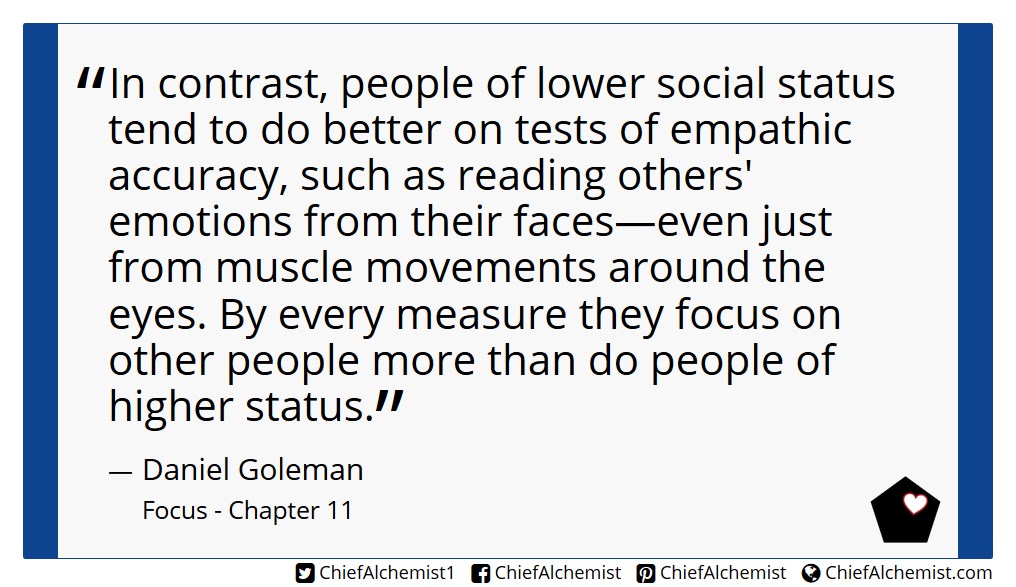 “In contrast, people of lower social status
tend to do better on tests of empathic
accuracy, such as reading others'
emotions from their faces—even just
from muscle movements around the
eyes. By every measure they focus on
other people more than do people of
higher status.”
— Daniel Goleman
Focus - Chapter 11
ChiefAlchemist1 ChiefAlchemist ChiefAlchemist ChiefAlchemist.com